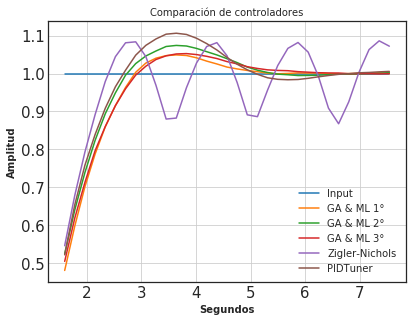 Comparación de controladores
1.1
1.0
0.9
0.8
0.7
0.6
0.5
Amplitud
Input
GA & ML 1°
GA & ML 2°
GA & ML 3°
Zigler-Nichols
PIDTuner
2
3
4
5
6
7
Segundos